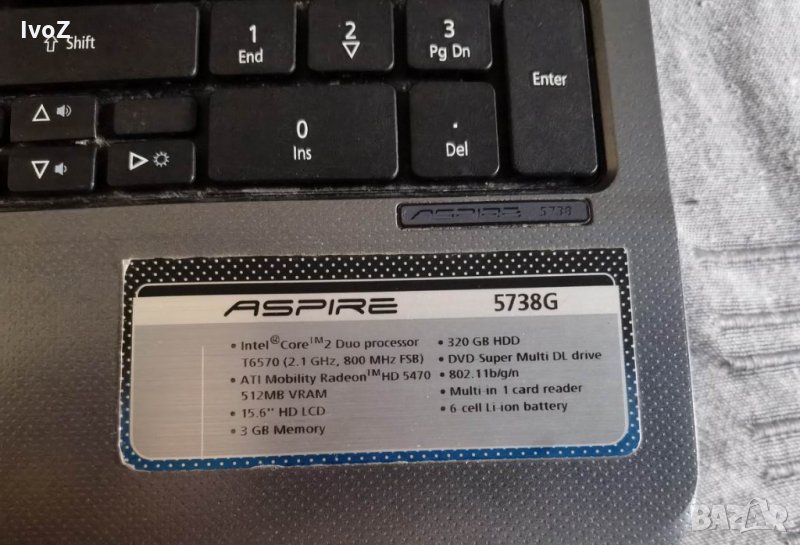 IvoZ
⇧ Shift
1
End
2
▽
3
Pg Dn
Enter
△
▽
▷
0
Ins
.
Del
ASPIRE 5738
ASPIRE 5738G
• Intel®Core™2 Duo processor
T6570 (2.1 GHz, 800 MHz FSB)
• ATI Mobility Radeon™HD 5470
512MB VRAM
• 15.6" HD LCD
• 3 GB Memory
• 320 GB HDD
• DVD-Super Multi DL drive
• 802.11b/g/n
• Multi-in 1 card reader
• 6-cell Li-ion battery
BAZAR